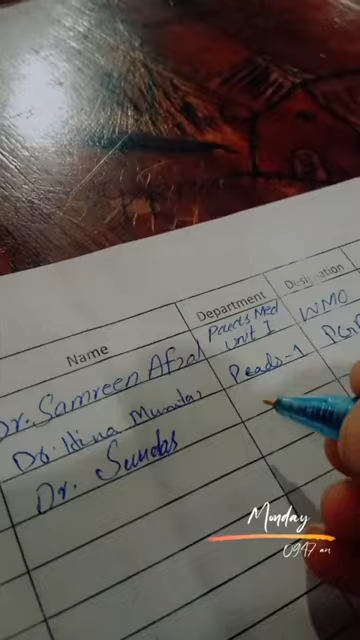 Name Department Designation
Dr. Samreen Afzal Paeds Med Unit I WMO
Dr. Mumtaz Peads-1
Dr. Sundas
Monday
0947 am